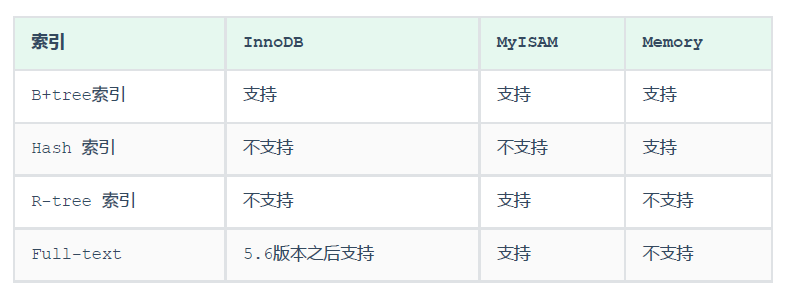 索引 InnoDB MyISAM Memory
B+tree索引 支持 支持 支持
Hash 索引 不支持 不支持 支持
R-tree 索引 不支持 支持 不支持
Full-text 5.6版本之后支持 支持 不支持